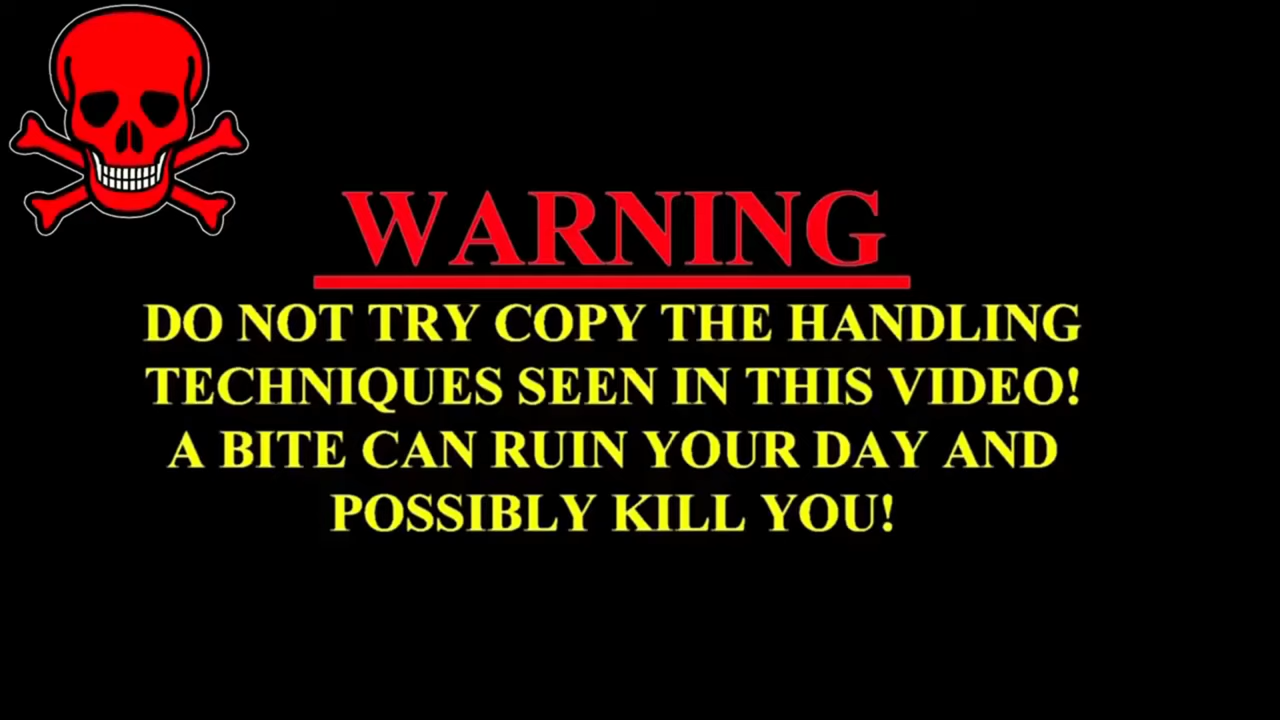 WARNING
DO NOT TRY COPY THE HANDLING
TECHNIQUES SEEN IN THIS VIDEO!
A BITE CAN RUIN YOUR DAY AND
POSSIBLY KILL YOU!